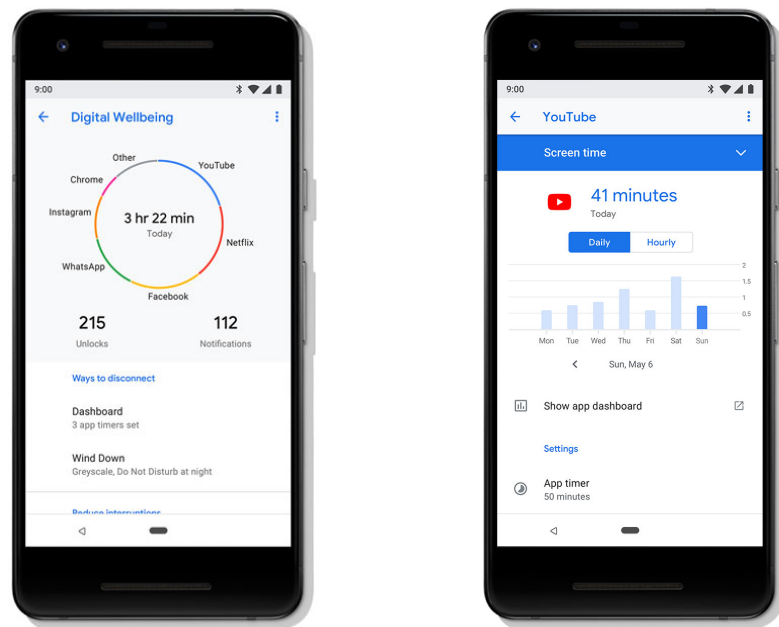 9:00
Digital Wellbeing
Other
YouTube
Chrome
Instagram
3 hr 22 min
Today
Netflix
WhatsApp
Facebook
215
112
Unlocks
Notifications
Ways to disconnect
Dashboard
3 app timers set
Wind Down
Greyscale, Do Not Disturb at night
Reduce interruptions
9:00
YouTube
Screen time
41 minutes
Today
Daily
Hourly
2
1.5
1
0.5
Mon Tue Wed Thu Fri Sat Sun
Sun, May 6
Show app dashboard
Settings
App timer
50 minutes